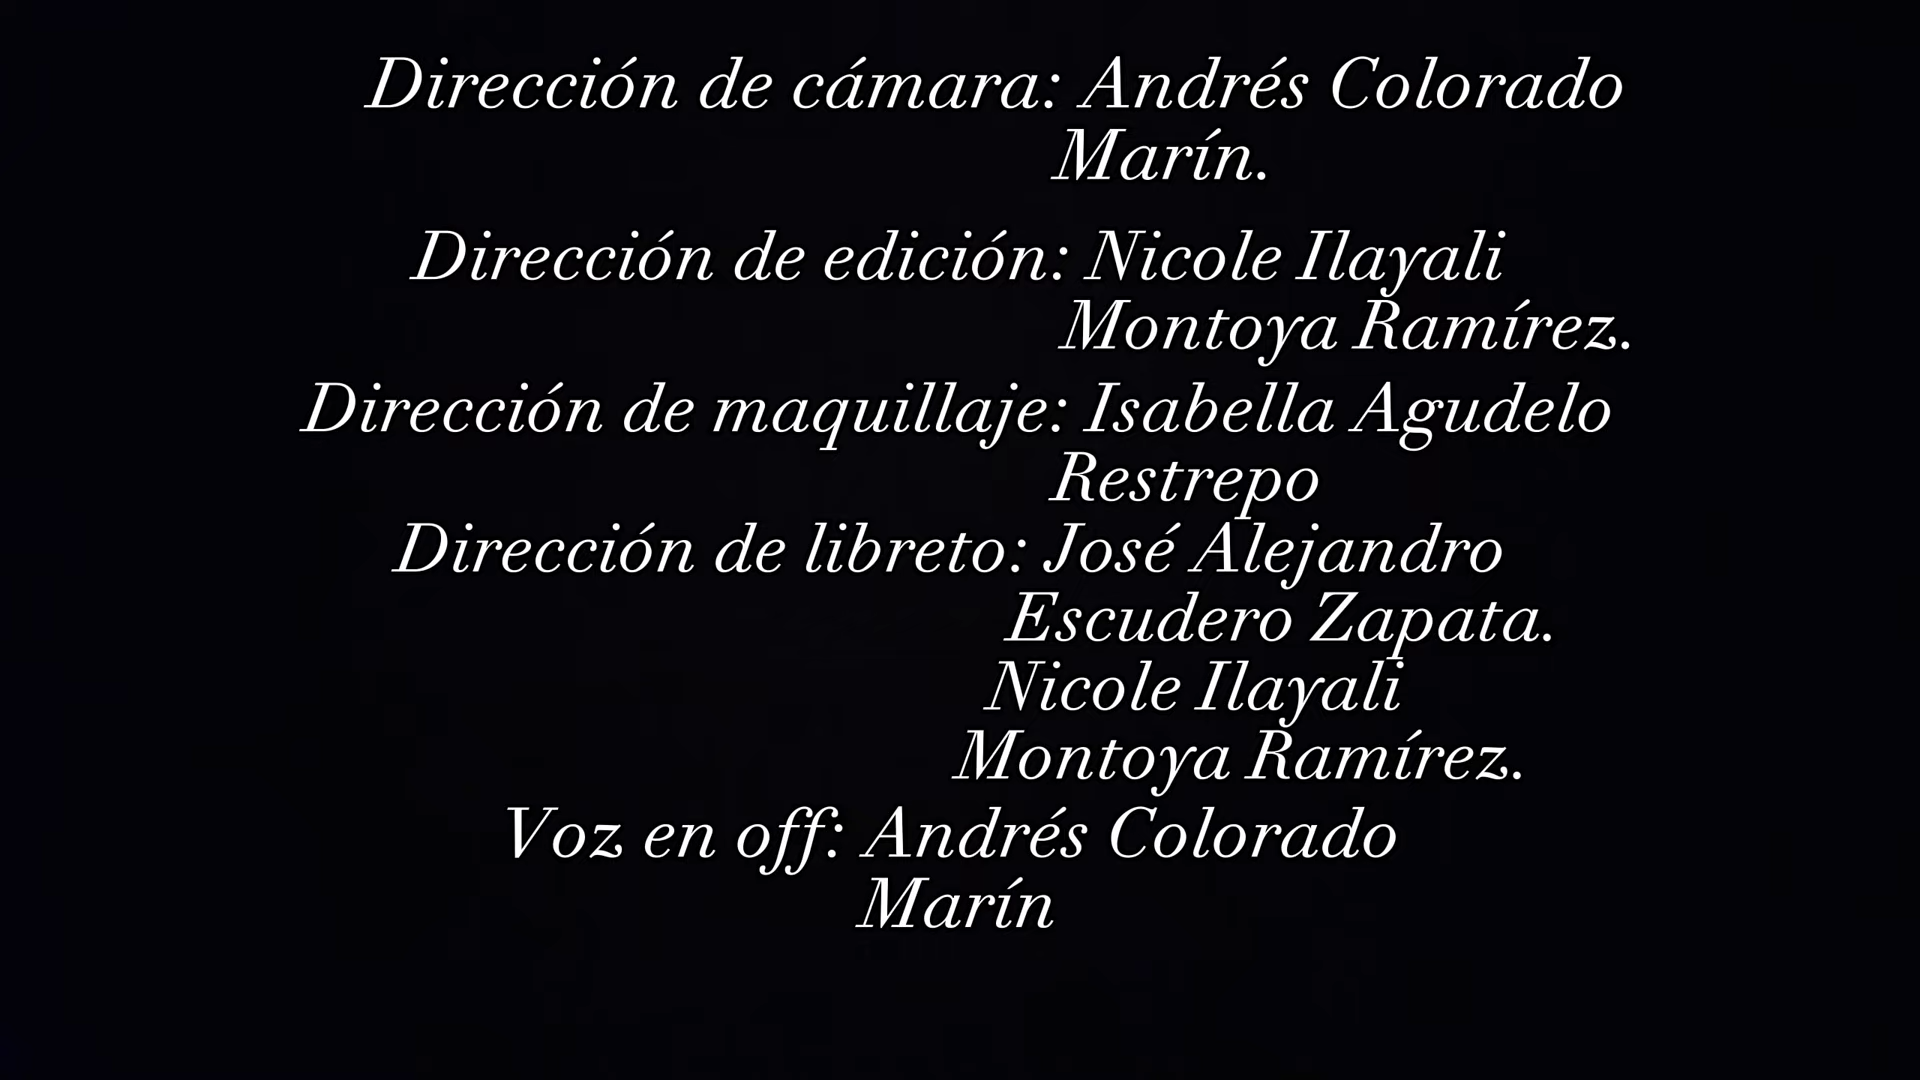 Dirección de cámara: Andrés Colorado
Marín.
Dirección de edición: Nicole Ilayali
Montoya Ramírez.
Dirección de maquillaje: Isabella Agudelo
Restrepo
Dirección de libreto: José Alejandro
Escudero Zapata.
Nicole Ilayali
Montoya Ramírez.
Voz en off: Andrés Colorado
Marín